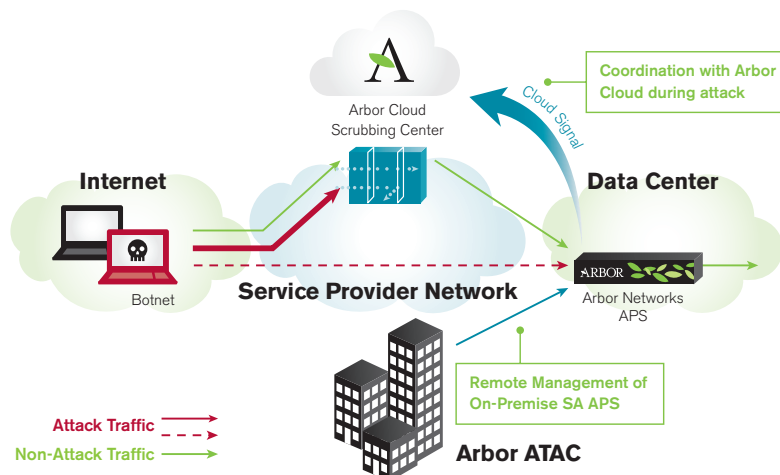 A
Arbor Cloud
Scrubbing Center
Coordination with Arbor
Cloud during attack
Cloud Signal
Internet
Data Center
Botnet
Service Provider Network
ARBOR
Arbor Networks
APS
Remote Management of
On-Premise SA APS
Attack Traffic
Non-Attack Traffic
Arbor ATAC